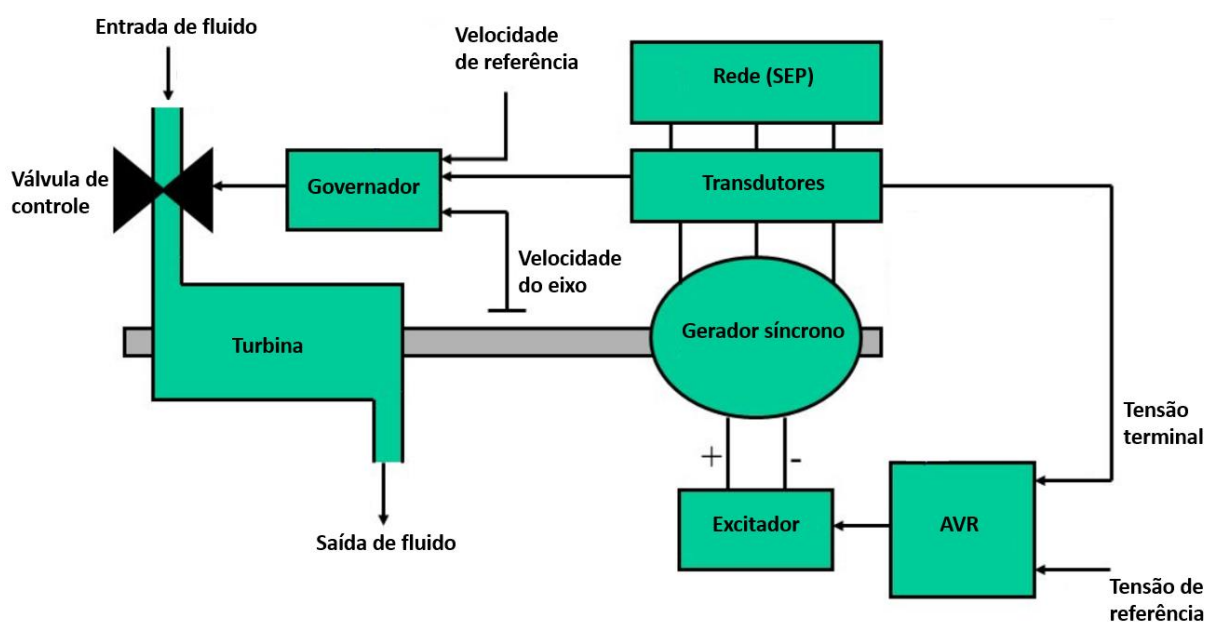 Entrada de fluido
Velocidade
de referência
Rede (SEP)
Válvula de
controle
Governador
Transdutores
Velocidade
do eixo
Turbina
Gerador síncrono
Tensão
terminal
+
-
Excitador
AVR
Saída de fluido
Tensão de
referência